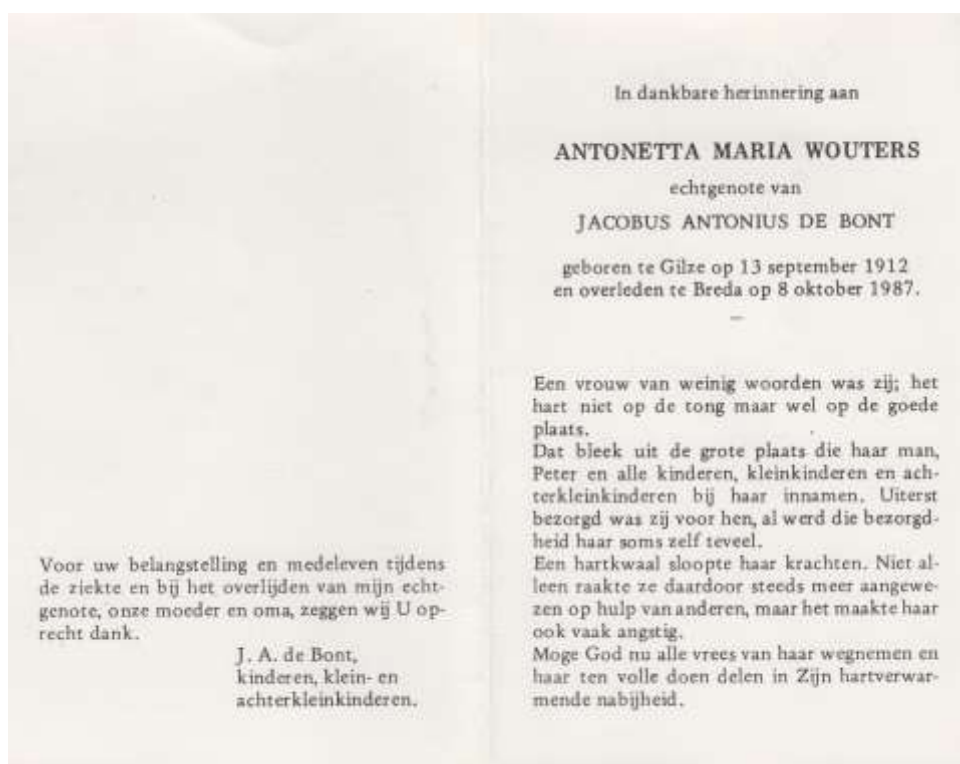 Voor uw belangstelling en medeleven tijdens
de ziekte en bij het overlijden van mijn echt-
genote, onze moeder en oma, zeggen wij U op-
recht dank.
J. A. de Bont,
kinderen, klein- en
achterkleinkinderen.
In dankbare herinnering aan
ANTONETTA MARIA WOUTERS
echtgenote van
JACOBUS ANTONIUS DE BONT
geboren te Gilze op 13 september 1912
en overleden te Breda op 8 oktober 1987.
—
Een vrouw van weinig woorden was zij; het
hart niet op de tong maar wel op de goede
plaats.
Dat bleek uit de grote plaats die haar man,
Peter en alle kinderen, kleinkinderen en ach-
terkleinkinderen bij haar innamen. Uiterst
bezorgd was zij voor hen, al werd die bezorgd-
heid haar soms zelf teveel.
Een hartkwaal sloopte haar krachten. Niet al-
leen raakte ze daardoor steeds meer aangewe-
zen op hulp van anderen, maar het maakte haar
ook vaak angstig.
Moge God nu alle vrees van haar wegnemen en
haar ten volle doen delen in Zijn hartverwar-
mende nabijheid.